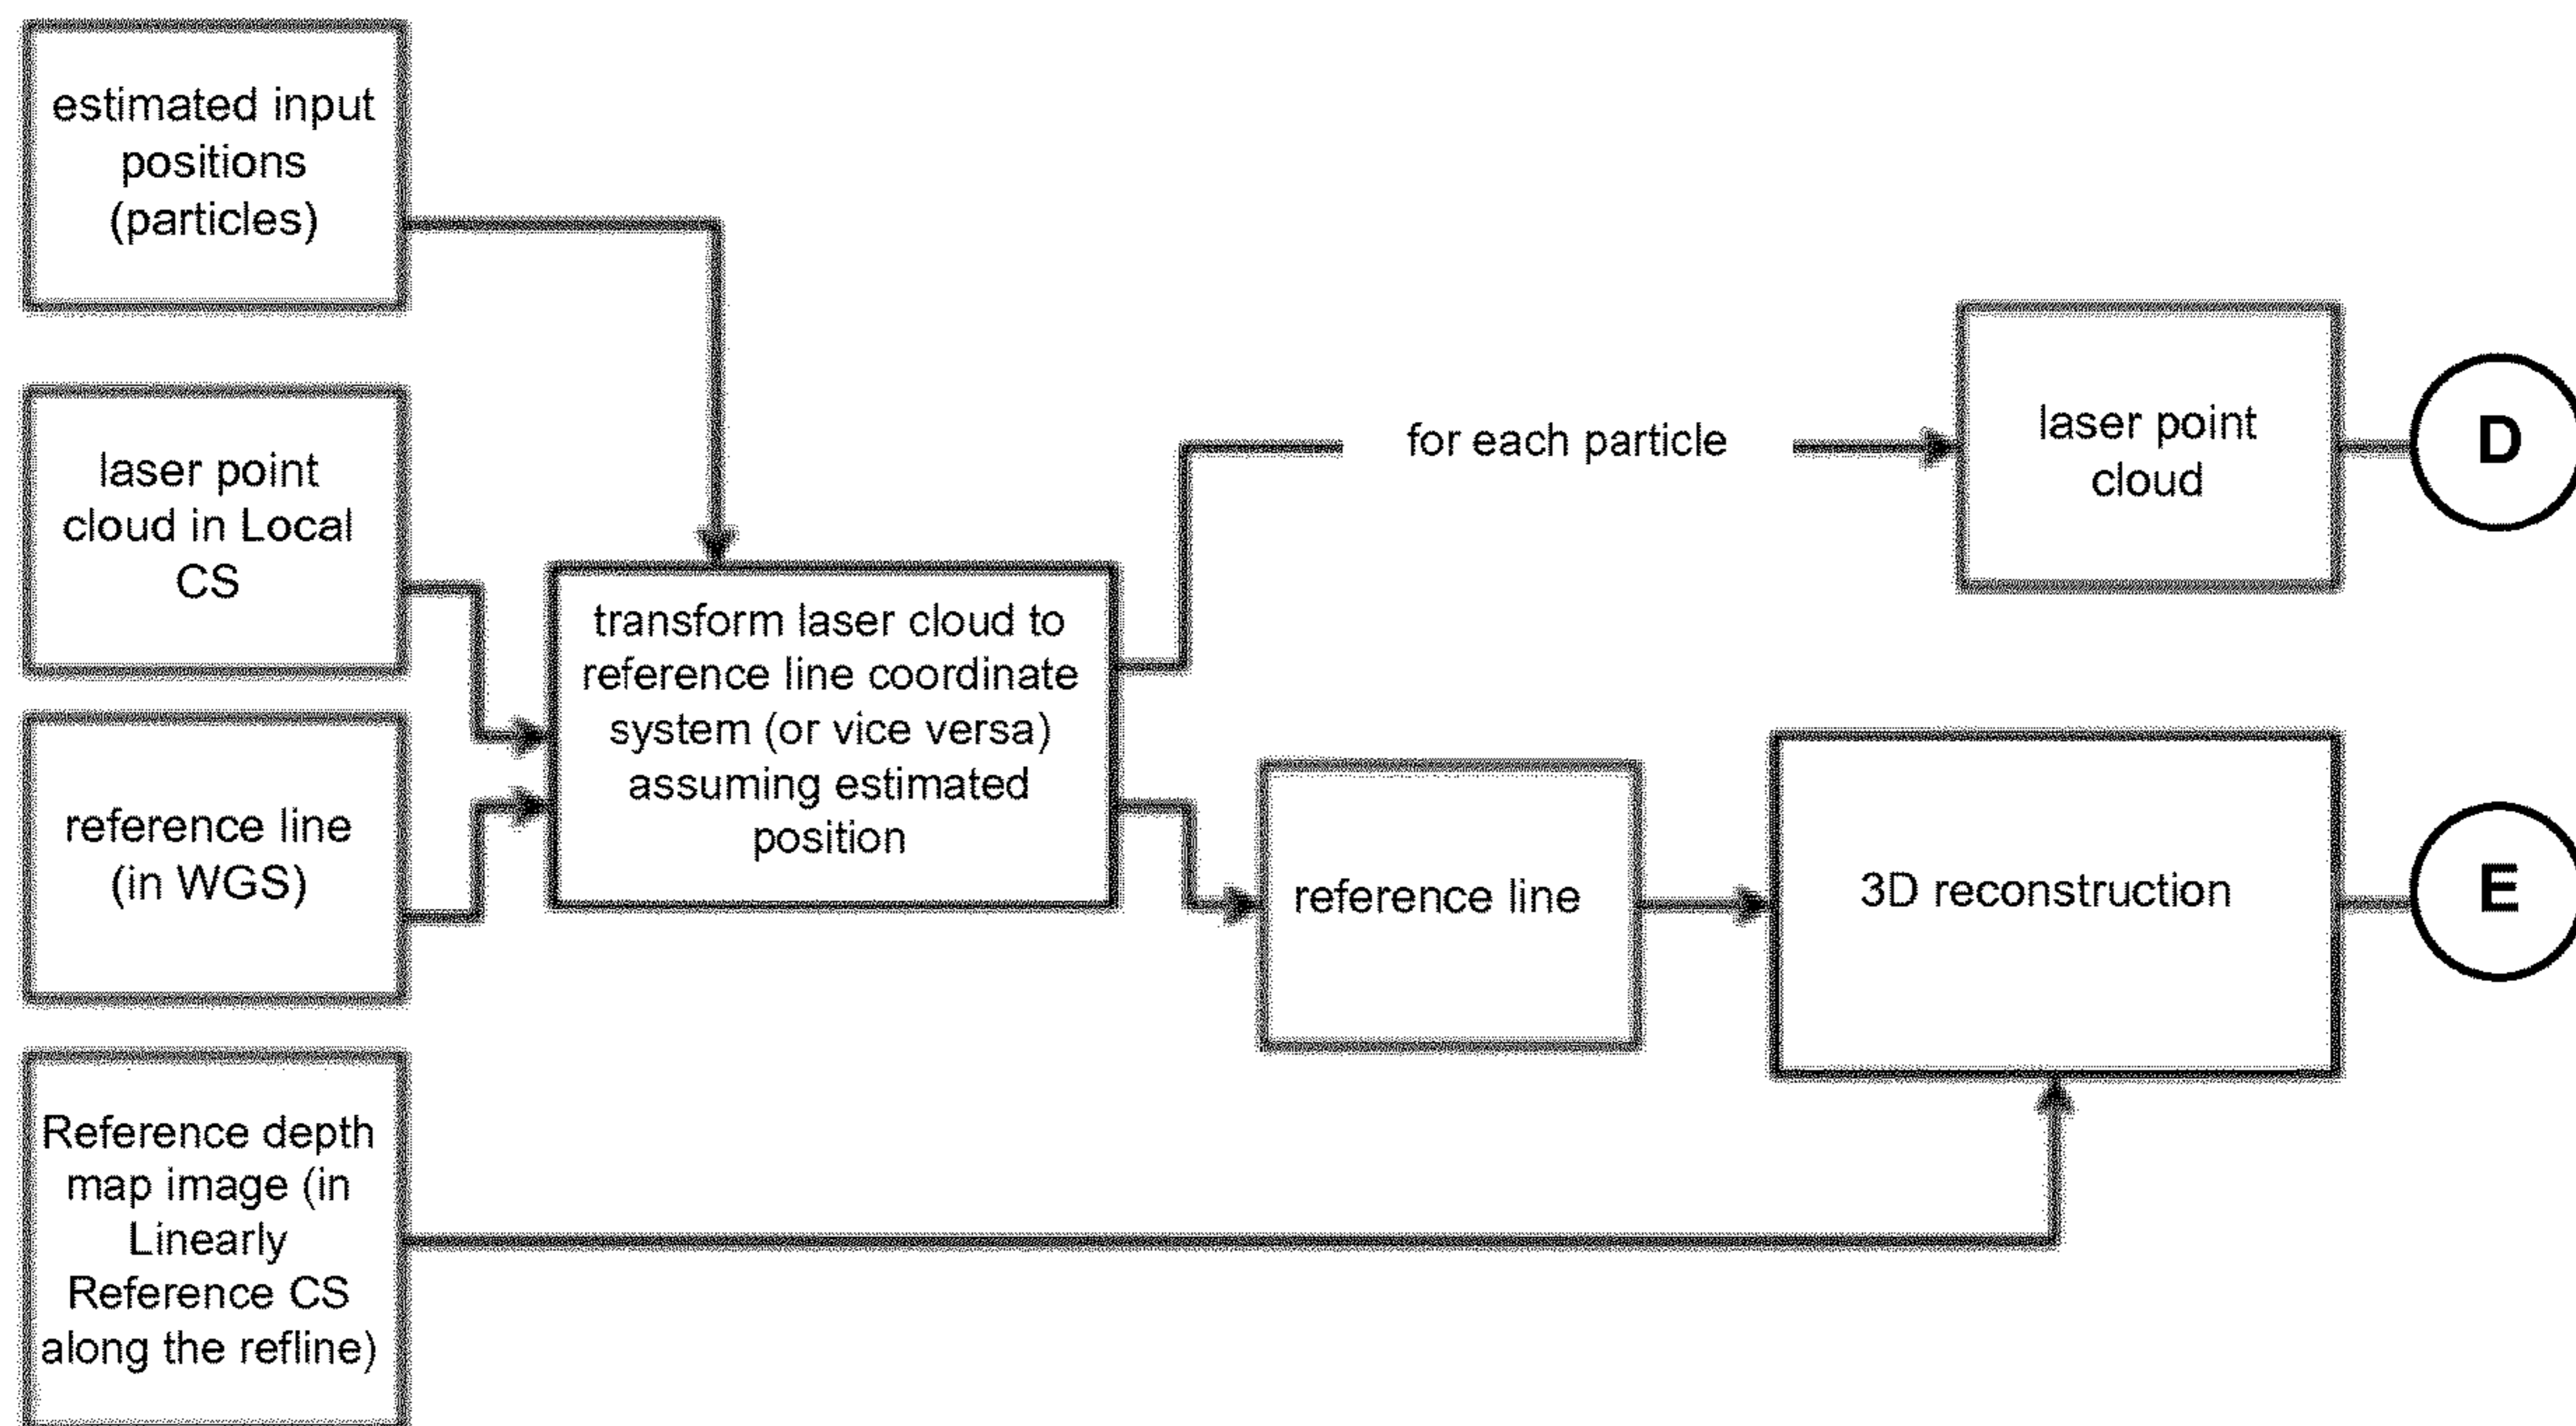 estimated input
positions
(particles)
laser point
cloud in Local
CS
reference line
(in WGS)
Reference depth
map image (in
Linearly
Reference CS
along the refline)
transform laser cloud to
reference line coordinate
system (or vice versa)
assuming estimated
position
for each particle
laser point
cloud
D
reference line
3D reconstruction
E